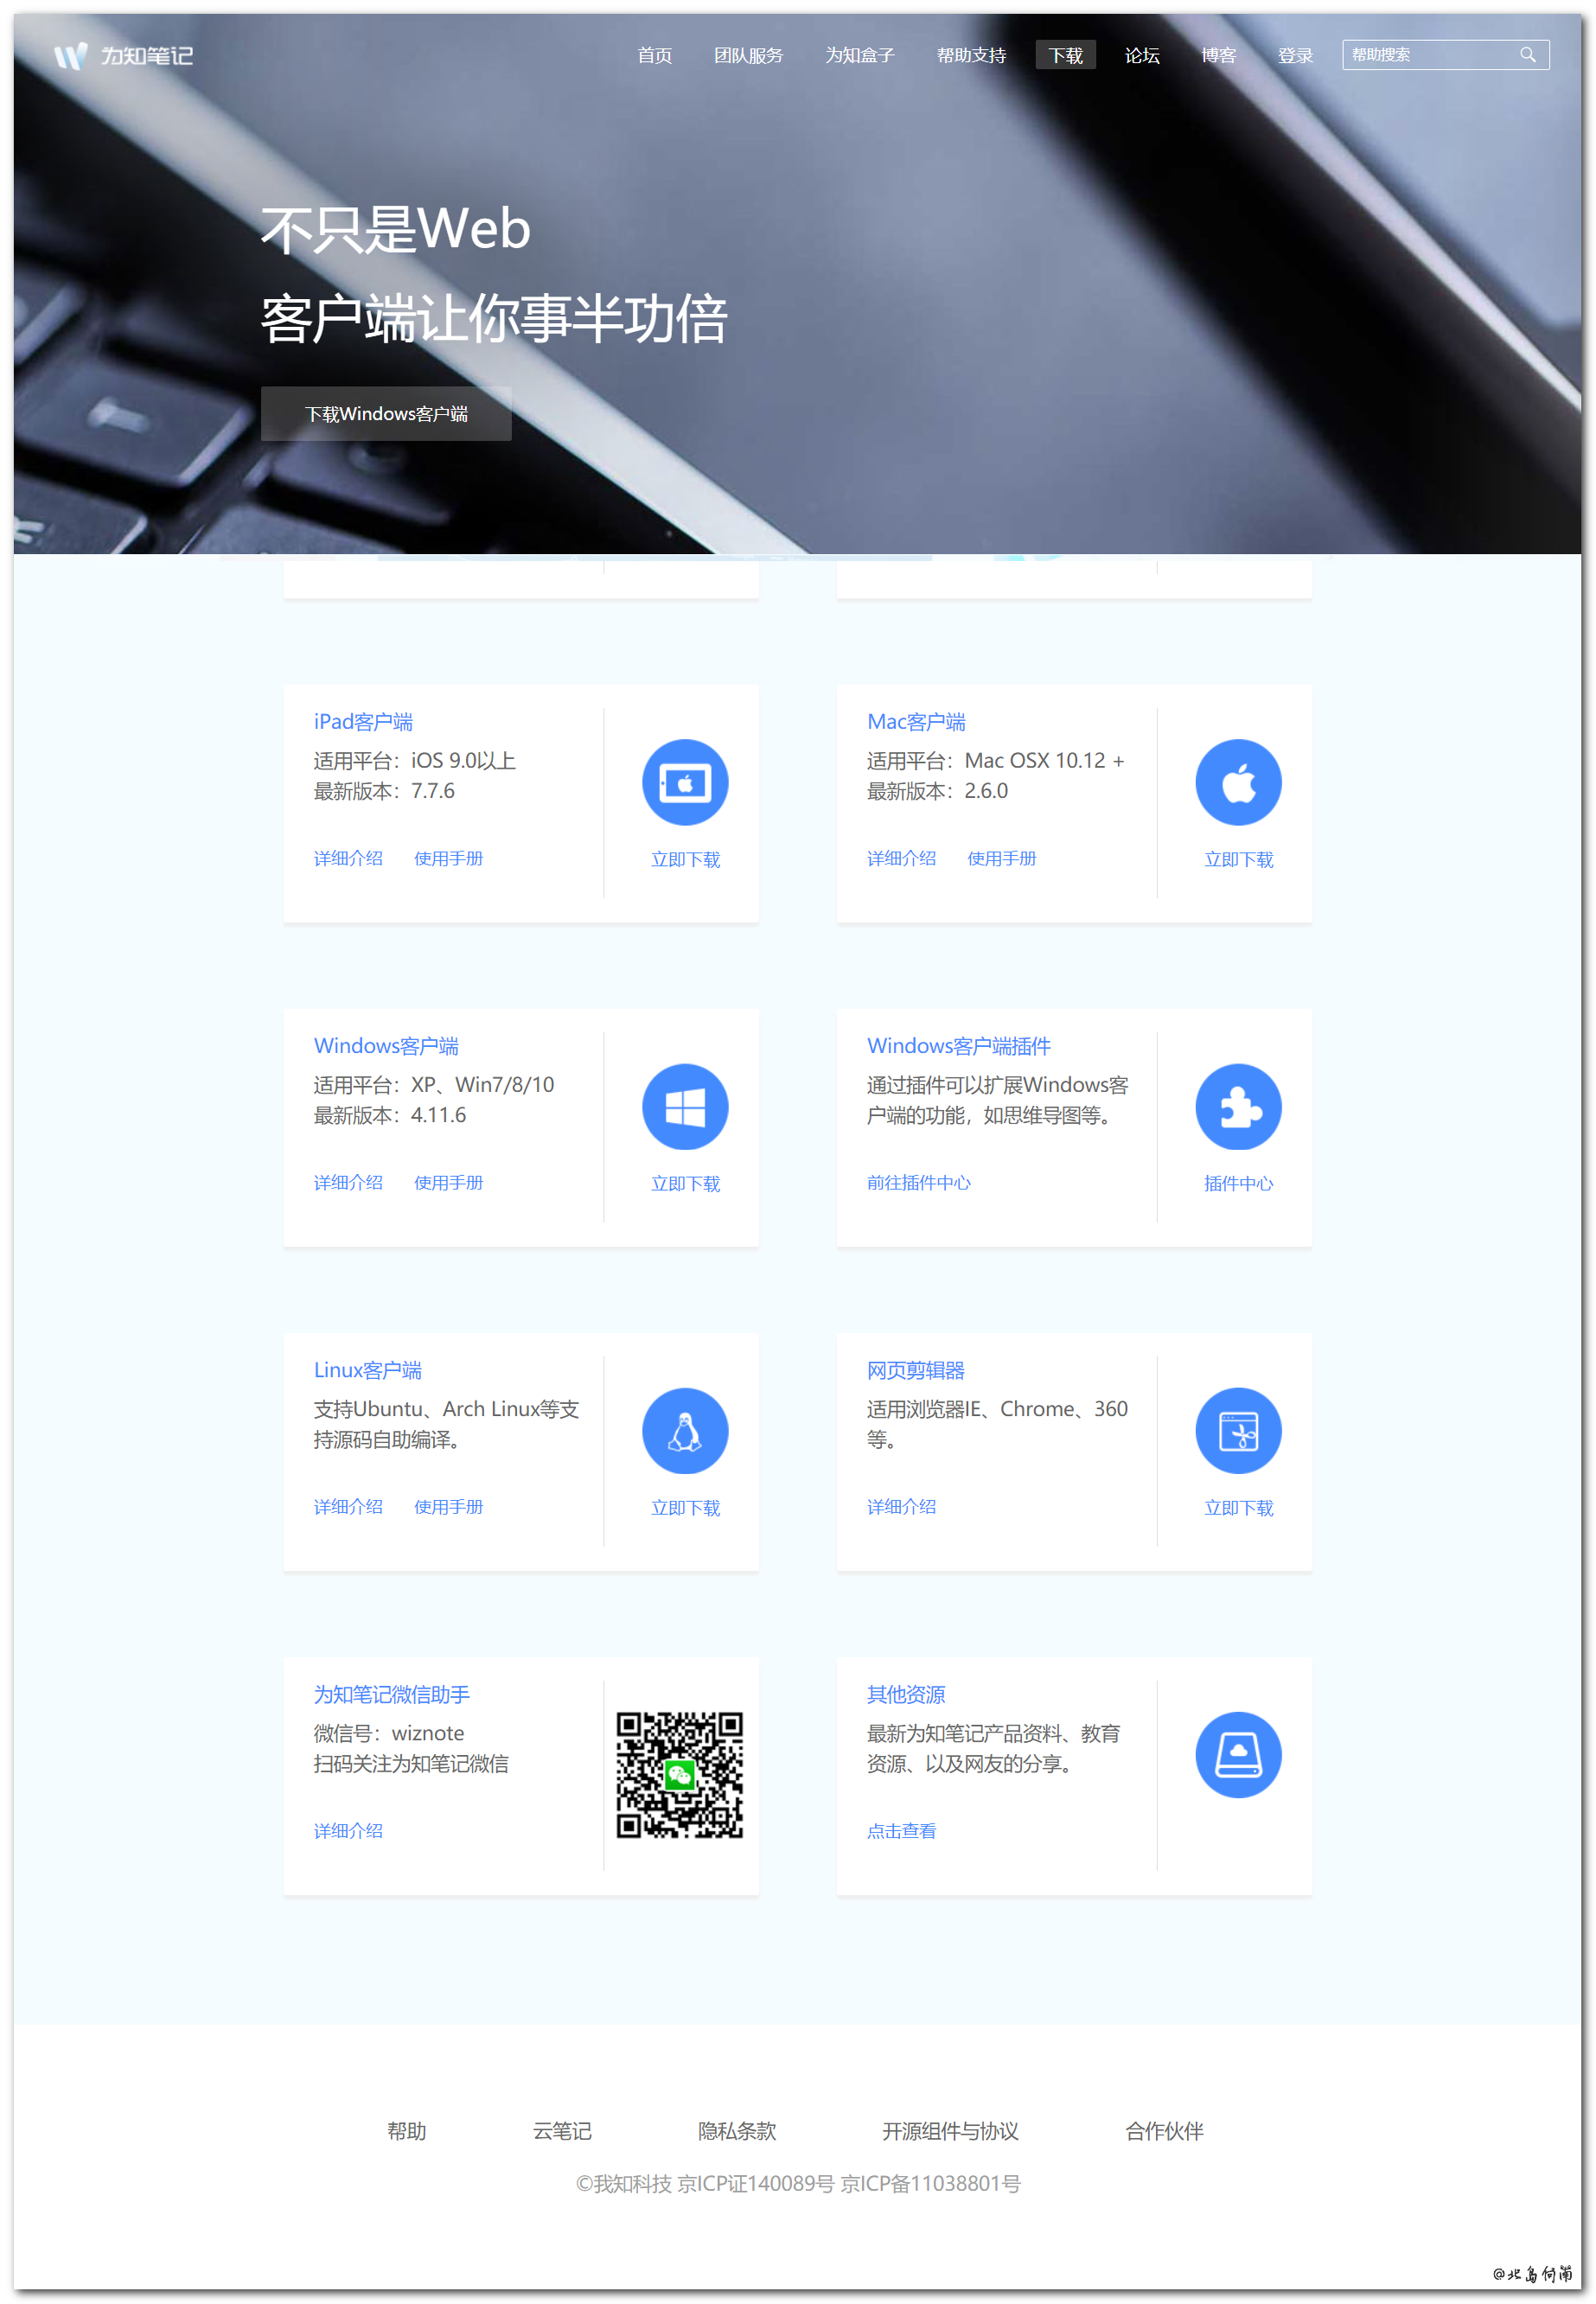 为知笔记
首页 团队服务 为知盒子 帮助支持 下载 论坛 博客 登录 帮助搜索
不只是Web
客户端让你事半功倍
下载Windows客户端
iPad客户端
适用平台：iOS 9.0以上
最新版本：7.7.6
详细介绍 使用手册 立即下载
Mac客户端
适用平台：Mac OSX 10.12 +
最新版本：2.6.0
详细介绍 使用手册 立即下载
Windows客户端
适用平台：XP、Win7/8/10
最新版本：4.11.6
详细介绍 使用手册 立即下载
Windows客户端插件
通过插件可以扩展Windows客
户端的功能，如思维导图等。
前往插件中心 插件中心
Linux客户端
支持Ubuntu、Arch Linux等支
持源码自助编译。
详细介绍 使用手册 立即下载
网页剪辑器
适用浏览器IE、Chrome、360
等。
详细介绍 立即下载
为知笔记微信助手
微信号：wiznote
扫码关注为知笔记微信
详细介绍
其他资源
最新为知笔记产品资料、教育
资源、以及网友的分享。
点击查看
帮助 云笔记 隐私条款 开源组件与协议 合作伙伴
©我知科技 京ICP证140089号 京ICP备11038801号
@北岛何南